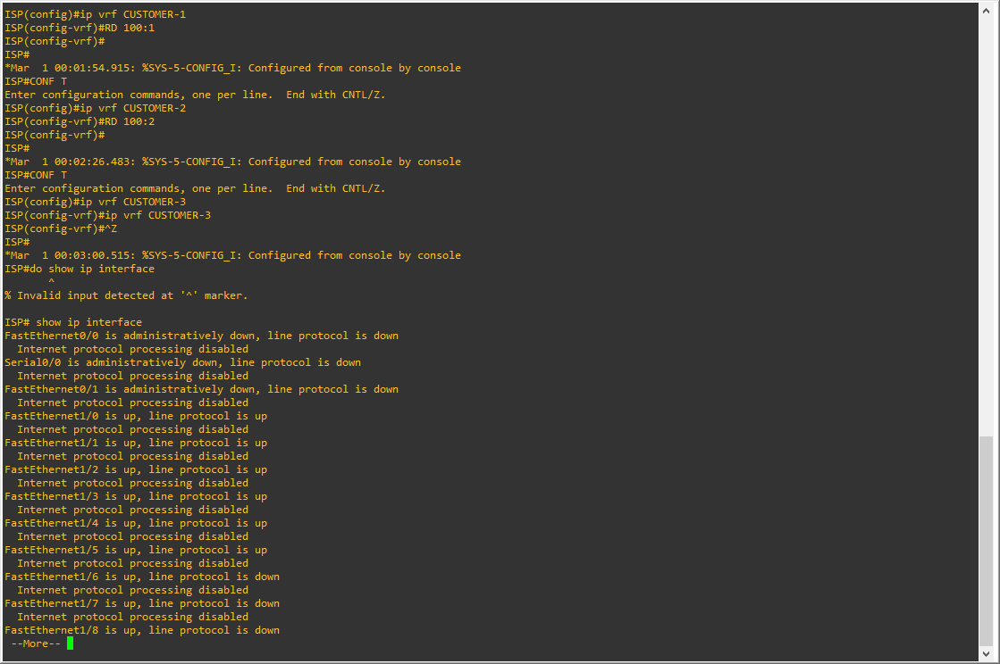 ISP(config)#ip vrf CUSTOMER-1
ISP(config-vrf)#RD 100:1
ISP(config-vrf)#
ISP#
*Mar  1 00:01:54.915: %SYS-5-CONFIG_I: Configured from console by console
ISP#CONF T
Enter configuration commands, one per line.  End with CNTL/Z.
ISP(config)#ip vrf CUSTOMER-2
ISP(config-vrf)#RD 100:2
ISP(config-vrf)#
ISP#
*Mar  1 00:02:26.483: %SYS-5-CONFIG_I: Configured from console by console
ISP#CONF T
Enter configuration commands, one per line.  End with CNTL/Z.
ISP(config)#ip vrf CUSTOMER-3
ISP(config-vrf)#ip vrf CUSTOMER-3
ISP(config-vrf)#^Z
ISP#
*Mar  1 00:03:00.515: %SYS-5-CONFIG_I: Configured from console by console
ISP#do show ip interface
       ^
% Invalid input detected at '^' marker.

ISP# show ip interface
FastEthernet0/0 is administratively down, line protocol is down
  Internet protocol processing disabled
Serial0/0 is administratively down, line protocol is down
  Internet protocol processing disabled
FastEthernet0/1 is administratively down, line protocol is down
  Internet protocol processing disabled
FastEthernet1/0 is up, line protocol is up
  Internet protocol processing disabled
FastEthernet1/1 is up, line protocol is up
  Internet protocol processing disabled
FastEthernet1/2 is up, line protocol is up
  Internet protocol processing disabled
FastEthernet1/3 is up, line protocol is up
  Internet protocol processing disabled
FastEthernet1/4 is up, line protocol is up
  Internet protocol processing disabled
FastEthernet1/5 is up, line protocol is up
  Internet protocol processing disabled
FastEthernet1/6 is up, line protocol is down
  Internet protocol processing disabled
FastEthernet1/7 is up, line protocol is down
  Internet protocol processing disabled
FastEthernet1/8 is up, line protocol is down
 --More--